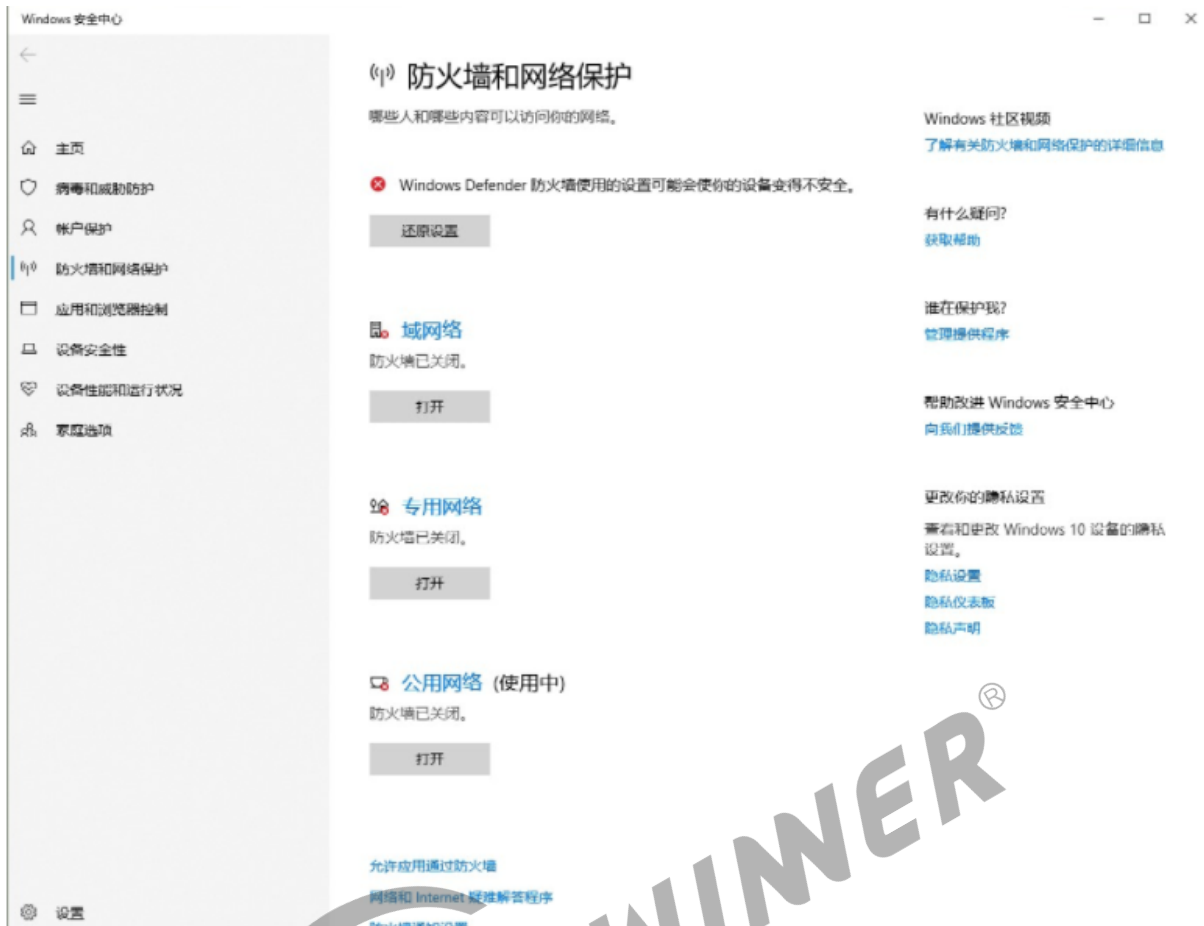 Windows 安全中心
主页
病毒和威胁防护
帐户保护
防火墙和网络保护
应用和浏览器控制
设备安全性
设备性能和运行状况
家庭选项
设置
防火墙和网络保护
哪些人和哪些内容可以访问你的网络。
Windows Defender 防火墙使用的设置可能会使你的设备变得不安全。
还原设置
域网络
防火墙已关闭。
打开
专用网络
防火墙已关闭。
打开
公用网络 (使用中)
防火墙已关闭。
打开
允许应用通过防火墙
网络和 Internet 疑难解答程序
防火墙通知设置
Windows 社区视频
了解有关防火墙和网络保护的详细信息
有什么疑问?
获取帮助
谁在保护我?
管理提供程序
帮助改进 Windows 安全中心
向我们提供反馈
更改你的隐私设置
查看和更改 Windows 10 设备的隐私
设置。
隐私设置
隐私仪表板
隐私声明
WINNER®